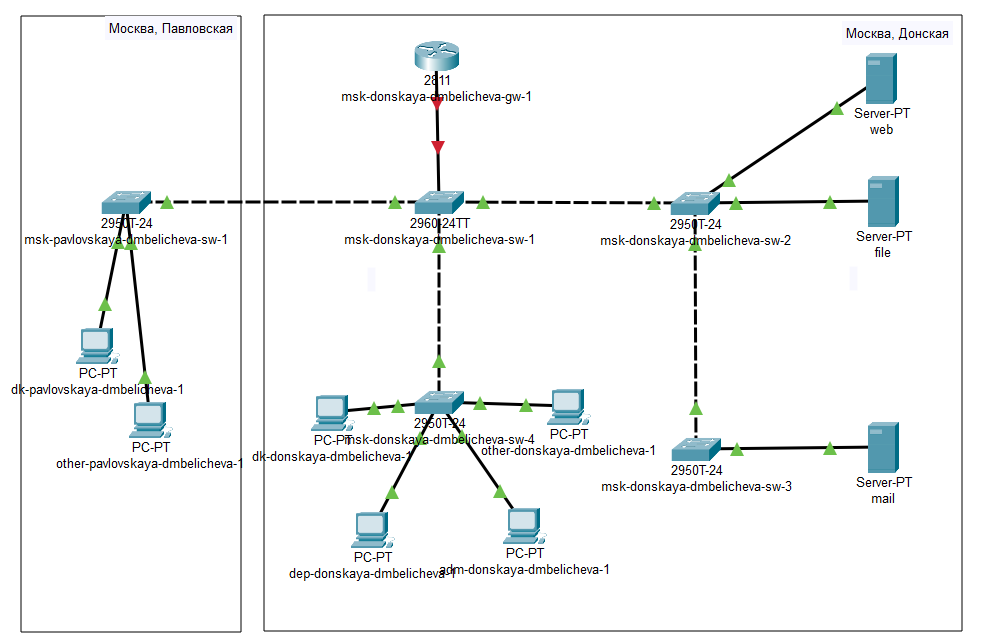 Москва, Павловская
Москва, Донская
2811
msk-donskaya-dmbelicheva-gw-1
Server-PT
web
2950T-24
msk-pavlovskaya-dmbelicheva-sw-1
2960-24TT
msk-donskaya-dmbelicheva-sw-1
2950T-24
msk-donskaya-dmbelicheva-sw-2
Server-PT
file
PC-PT
dk-pavlovskaya-dmbelicheva-1
PC-PT
other-pavlovskaya-dmbelicheva-1
2950T-24
msk-donskaya-dmbelicheva-sw-4
PC-PT
dk-donskaya-dmbelicheva-1
PC-PT
other-donskaya-dmbelicheva-1
2950T-24
msk-donskaya-dmbelicheva-sw-3
Server-PT
mail
PC-PT
dep-donskaya-dmbelicheva-1
PC-PT
adm-donskaya-dmbelicheva-1